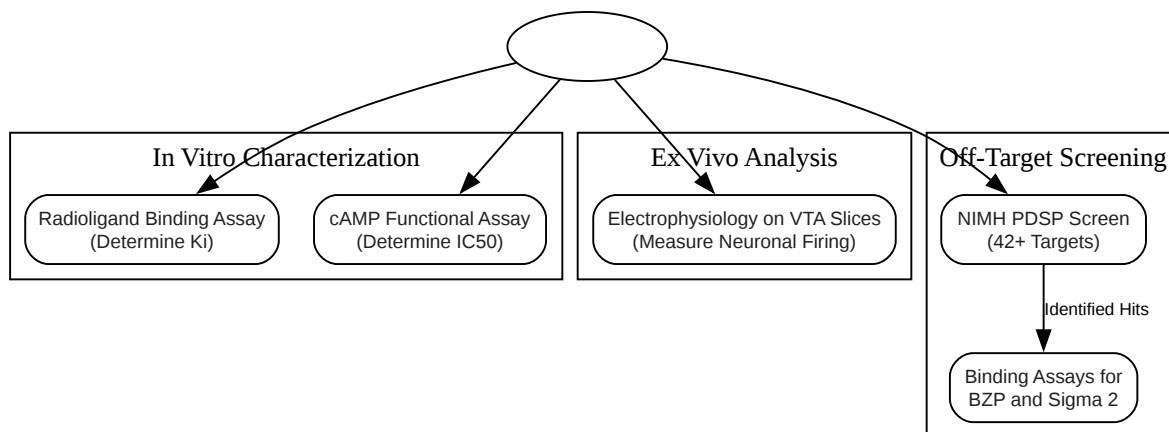 In Vitro Characterization
Ex Vivo Analysis
Off-Target Screening
Radioligand Binding Assay
(Determine Ki)
cAMP Functional Assay
(Determine IC50)
Electrophysiology on VTA Slices
(Measure Neuronal Firing)
NIMH PDSP Screen
(42+ Targets)
Identified Hits
Binding Assays for
BZP and Sigma 2